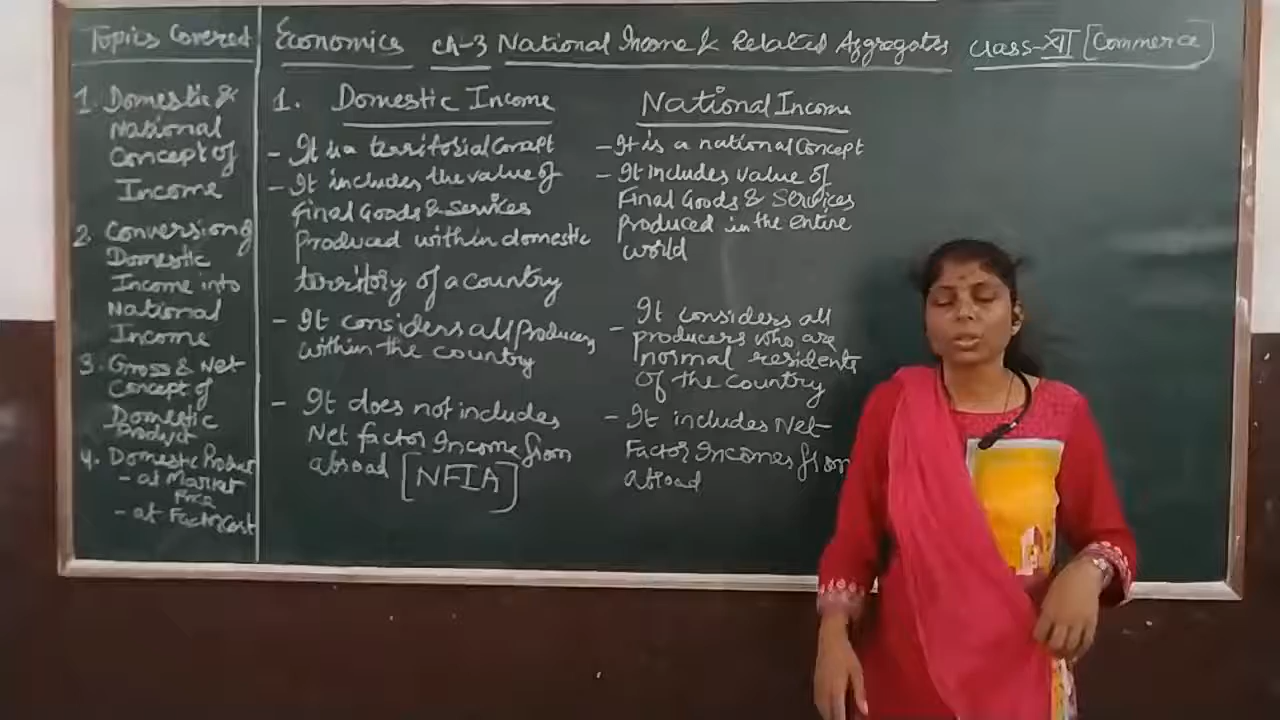 Topics Covered
1. Domestic &
National
Concept of
Income
2. Conversion of
Domestic
Income into
National
Income
3. Gross & Net
Concept of
Domestic
Product
4. Domestic Product
- at Market
Price
- at Factor Cost
Economics ch-3 National Income & Related Aggregates Class-XII [Commerce]
1. Domestic Income
- It is a territorial Concept
- It includes the value of
final Goods & Services
produced within domestic
territory of a country
- It considers all Producers
within the country
- It does not includes
Net factor Income from
abroad [NFIA]
National Income
- It is a national Concept
- It includes value of
Final Goods & Services
produced in the entire
world
- It considers all
producers who are
normal residents
of the country
- It includes Net
Factor Incomes from
abroad